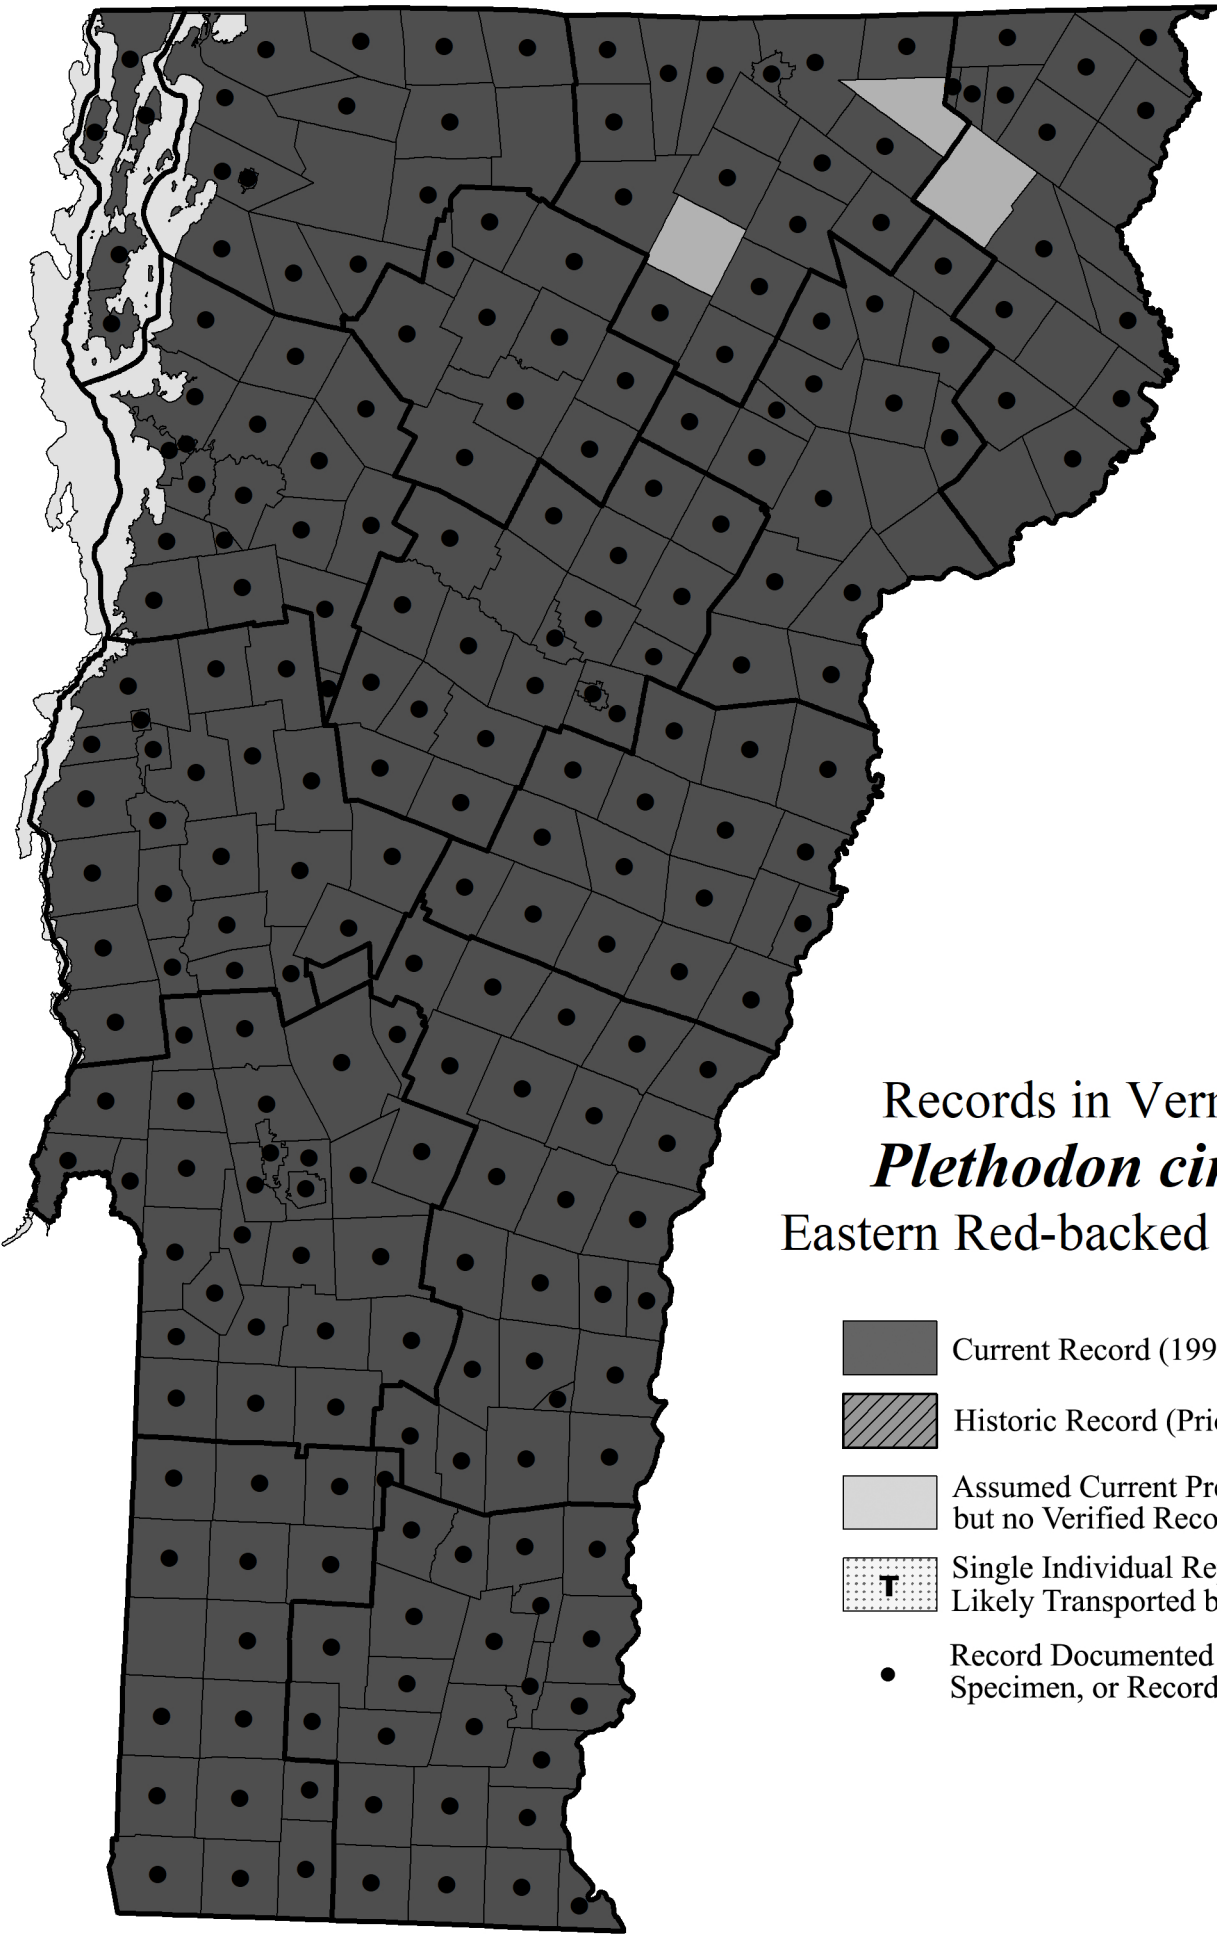 Records in Ver
Plethodon ci
Eastern Red-backed
Current Record (199
Historic Record (Pri
Assumed Current Pr
but no Verified Reco
Single Individual Re
T
Likely Transported b
Record Documented
Specimen, or Record